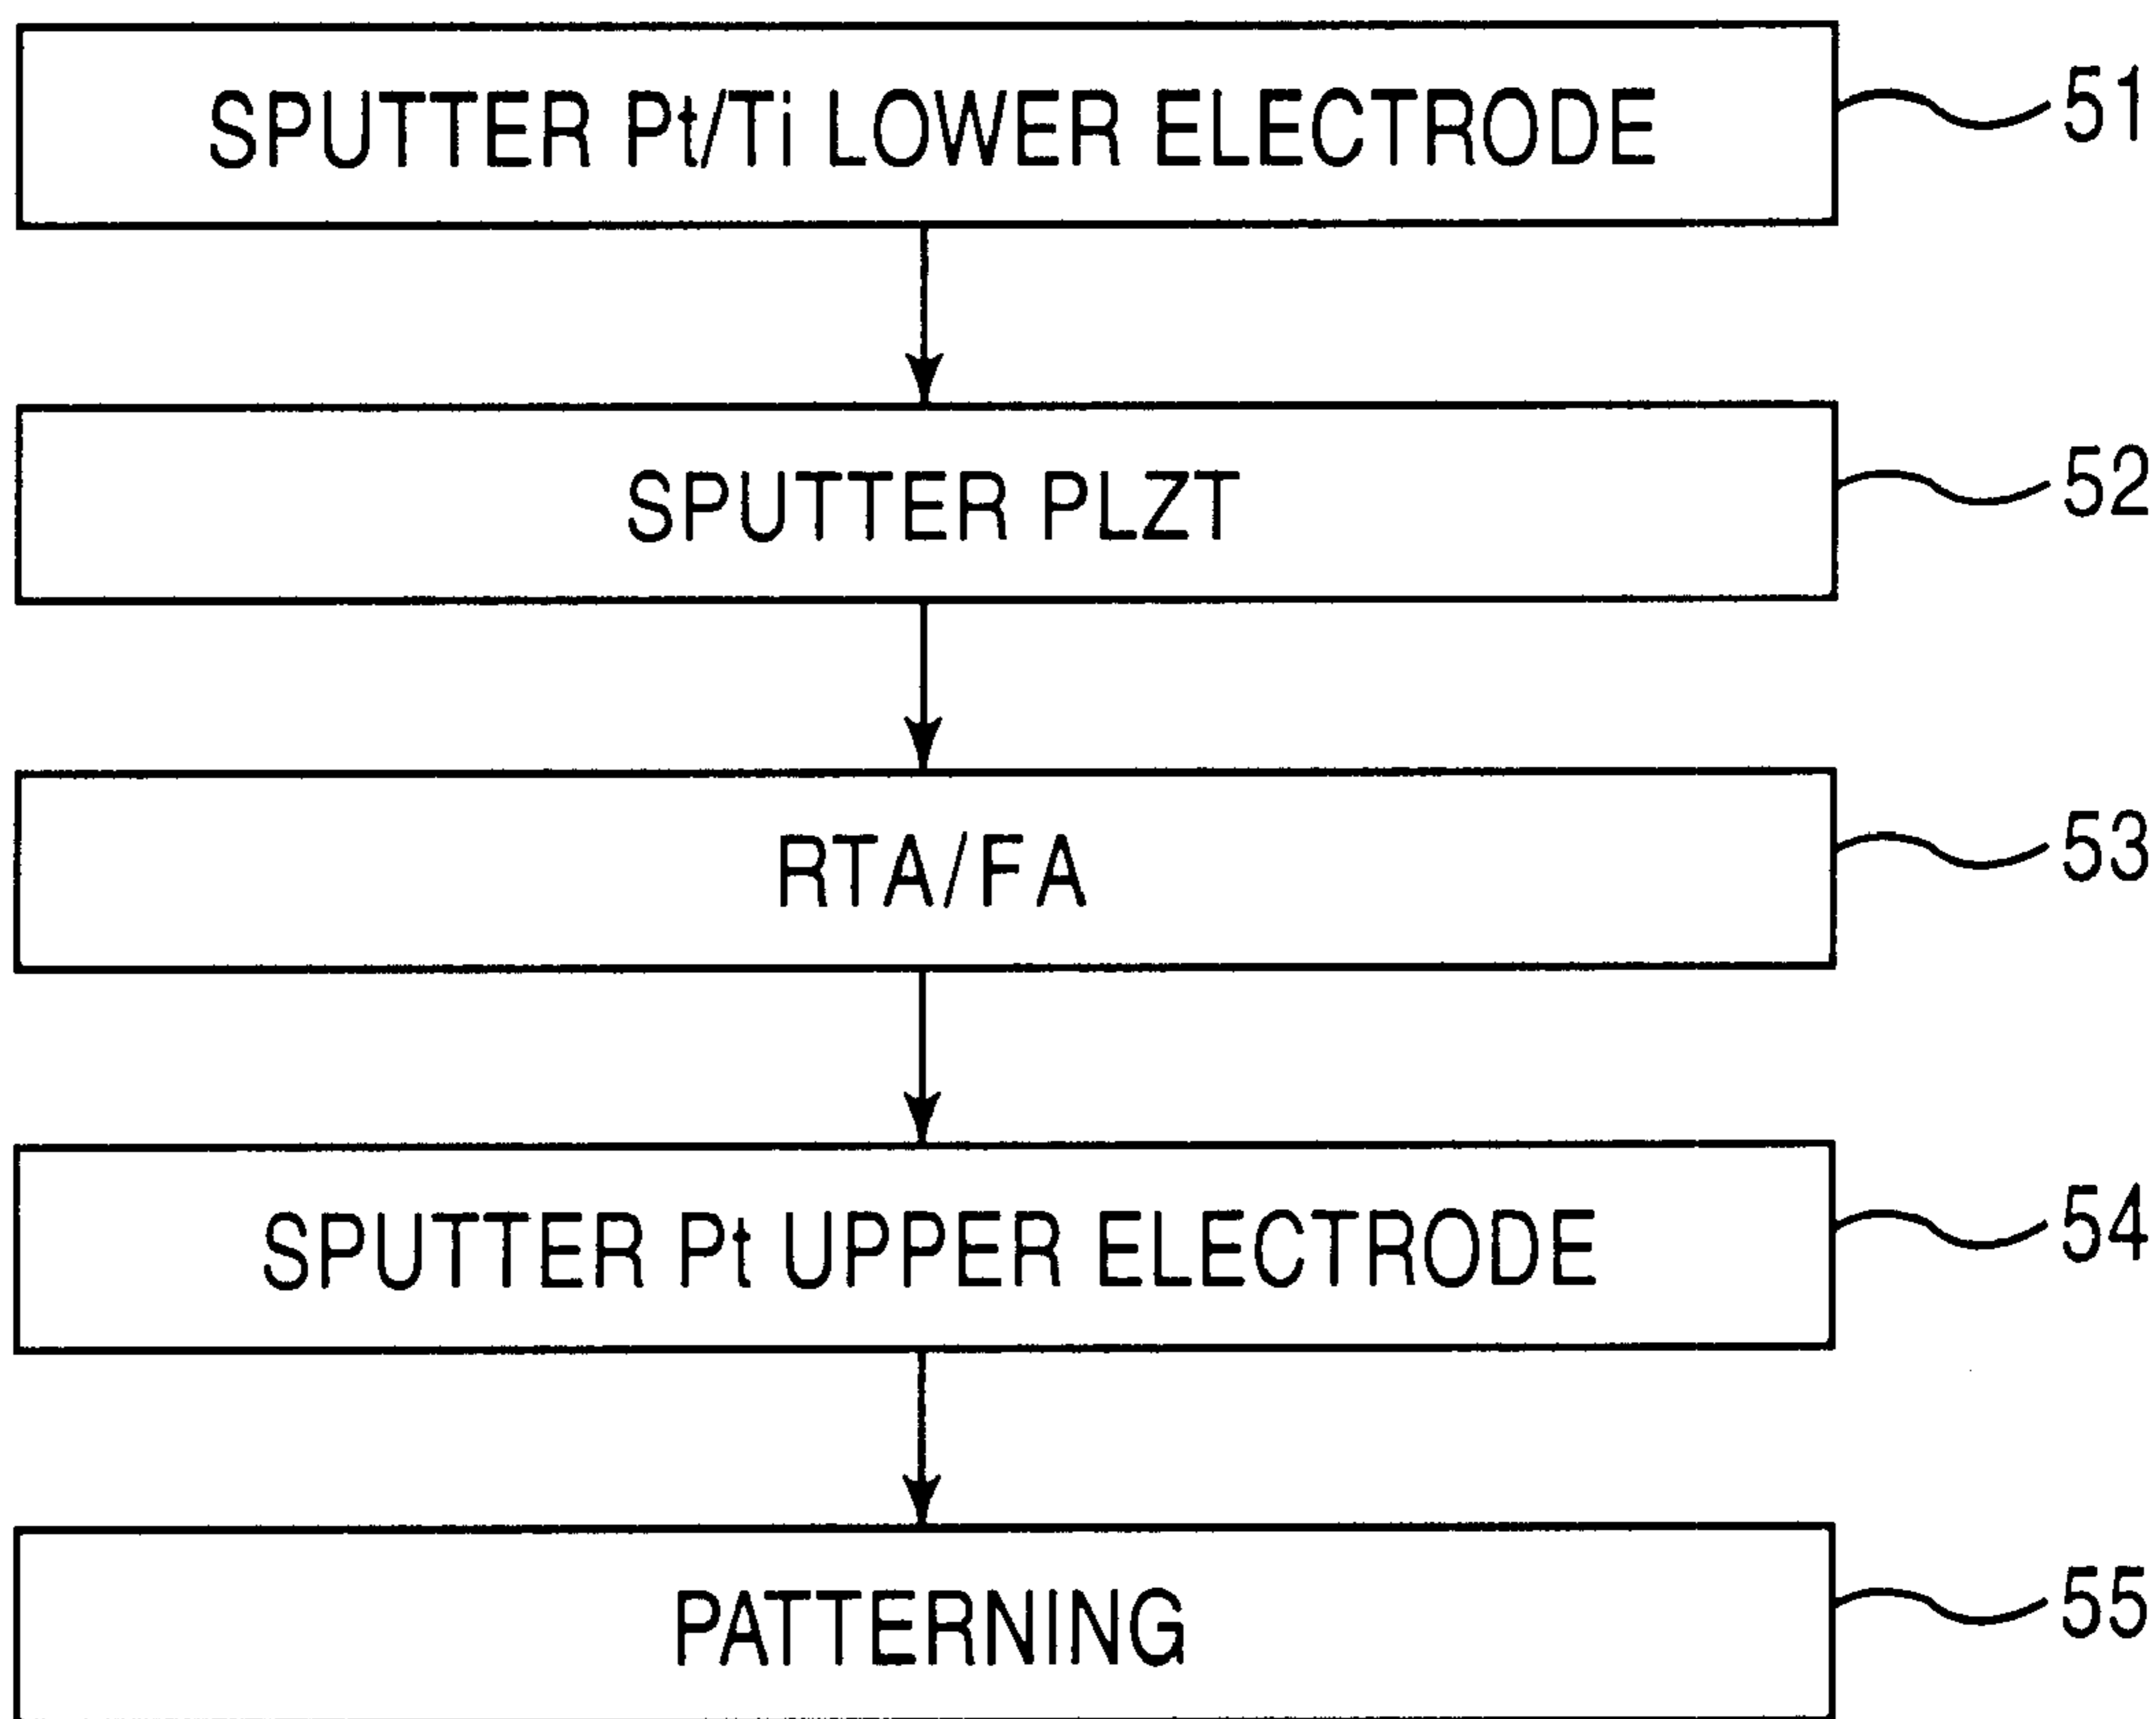 SPUTTER Pt/Ti LOWER ELECTRODE 51
SPUTTER PLZT 52
RTA/FA 53
SPUTTER Pt UPPER ELECTRODE 54
PATTERNING 55